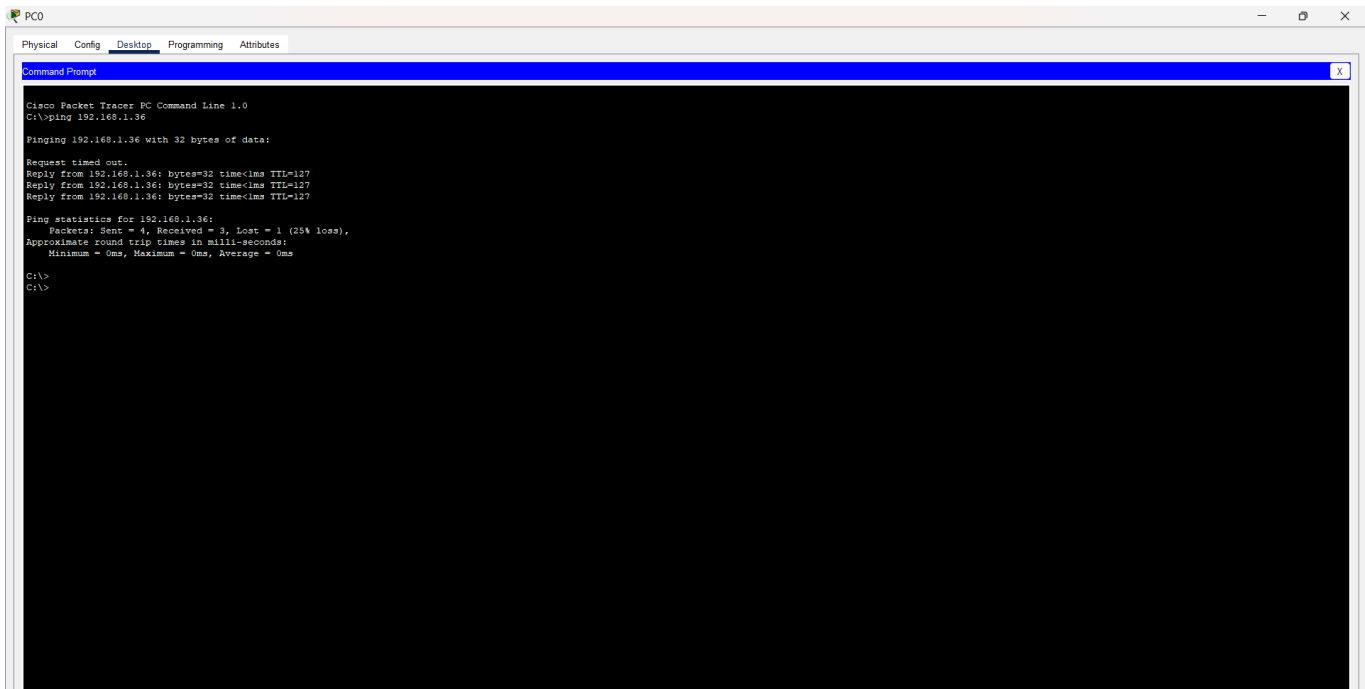 PC0
Physical Config Desktop Programming Attributes
Command Prompt
X
Cisco Packet Tracer PC Command Line 1.0
C:\>ping 192.168.1.36
Pinging 192.168.1.36 with 32 bytes of data:
Request timed out.
Reply from 192.168.1.36: bytes=32 time<1ms TTL=127
Reply from 192.168.1.36: bytes=32 time<1ms TTL=127
Reply from 192.168.1.36: bytes=32 time<1ms TTL=127
Ping statistics for 192.168.1.36:
Packets: Sent = 4, Received = 3, Lost = 1 (25% loss),
Approximate round trip times in milli-seconds:
Minimum = 0ms, Maximum = 0ms, Average = 0ms
C:\>
C:\>